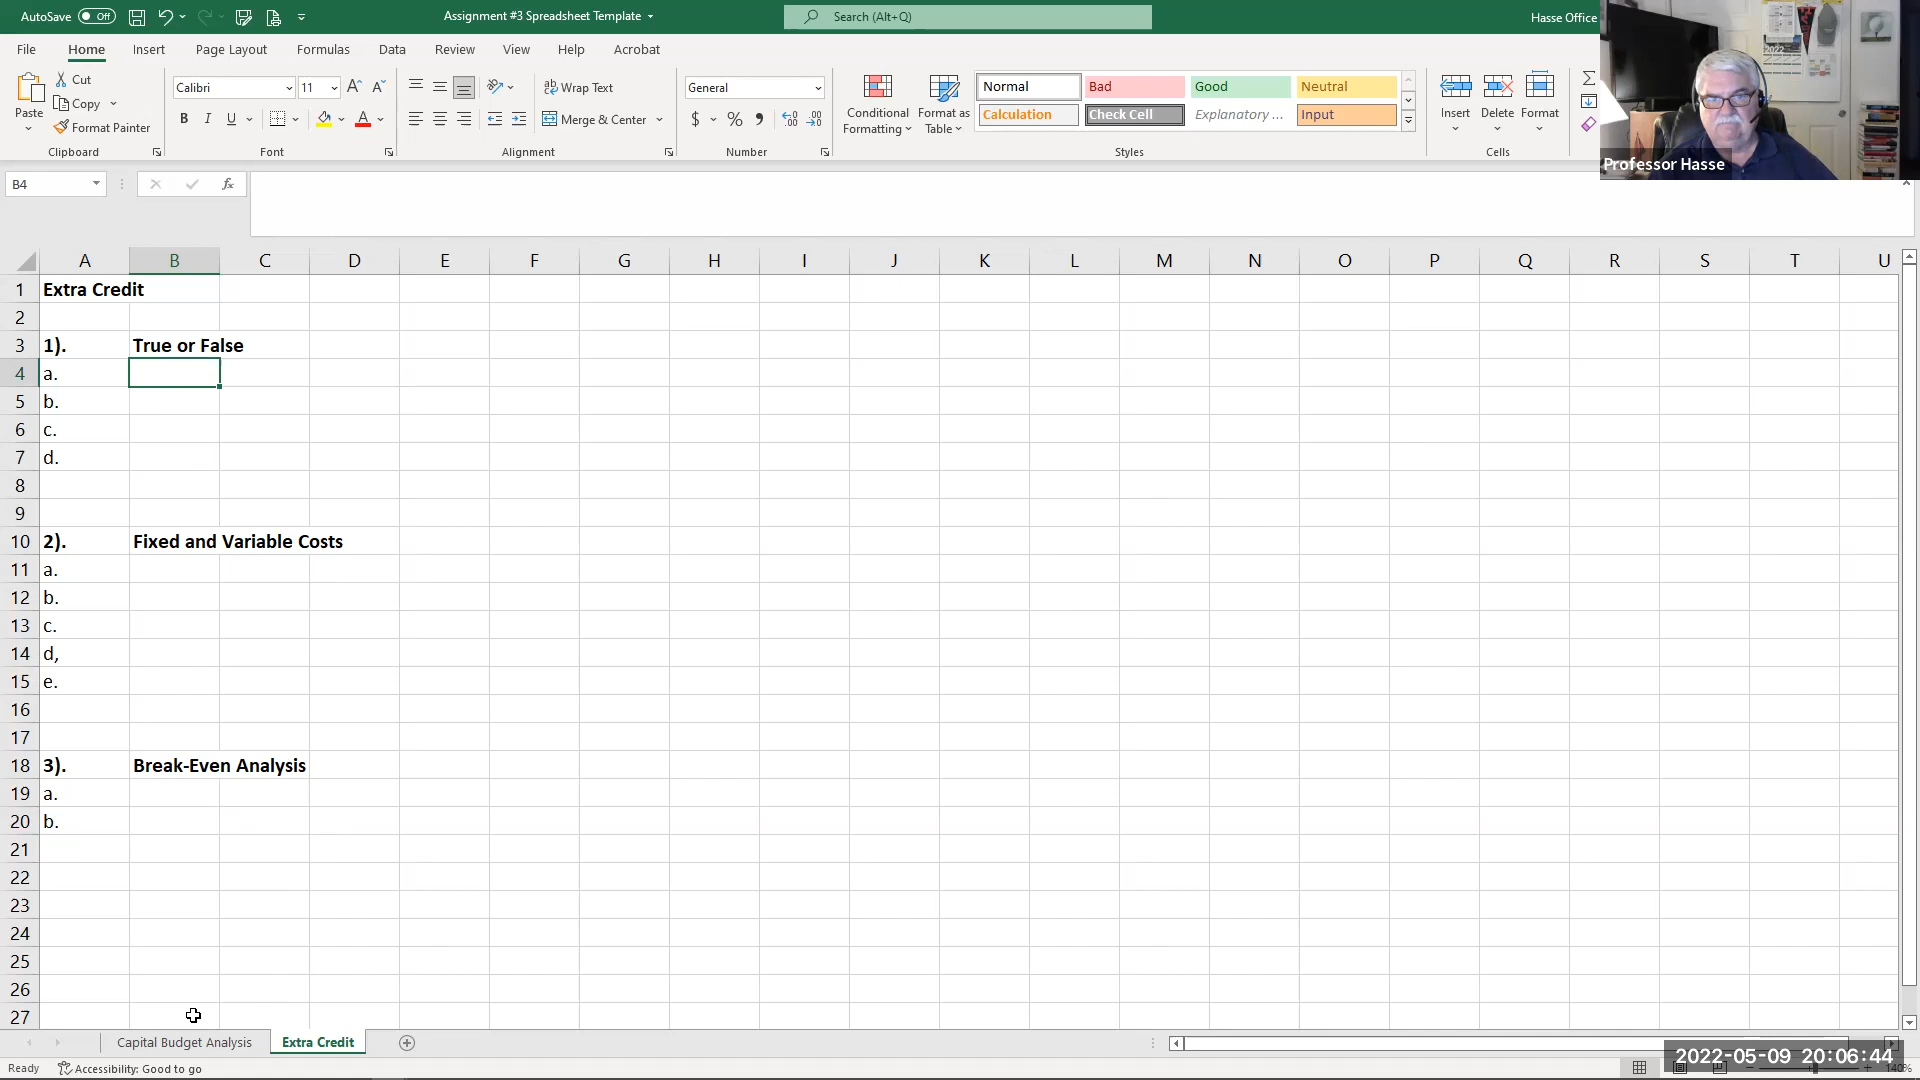 AutoSave Off Assignment #3 Spreadsheet Template Search (Alt+Q) Hasse Office
File Home Insert Page Layout Formulas Data Review View Help Acrobat
Paste Cut Copy Format Painter
Clipboard
Calibri 11
B I U
Font
Wrap Text
Merge & Center
Alignment
General
$ %
Number
Conditional Formatting
Format as Table
Normal Bad Good Neutral
Calculation Check Cell Explanatory ... Input
Styles
Insert Delete Format
Cells
Professor Hasse
B4 fx
A B C D E F G H I J K L M N O P Q R S T U
1 Extra Credit
2
3 1). True or False
4 a.
5 b.
6 c.
7 d.
8
9
10 2). Fixed and Variable Costs
11 a.
12 b.
13 c.
14 d,
15 e.
16
17
18 3). Break-Even Analysis
19 a.
20 b.
21
22
23
24
25
26
27
Capital Budget Analysis Extra Credit
Ready Accessibility: Good to go
2022-05-09 20:06:44
140%